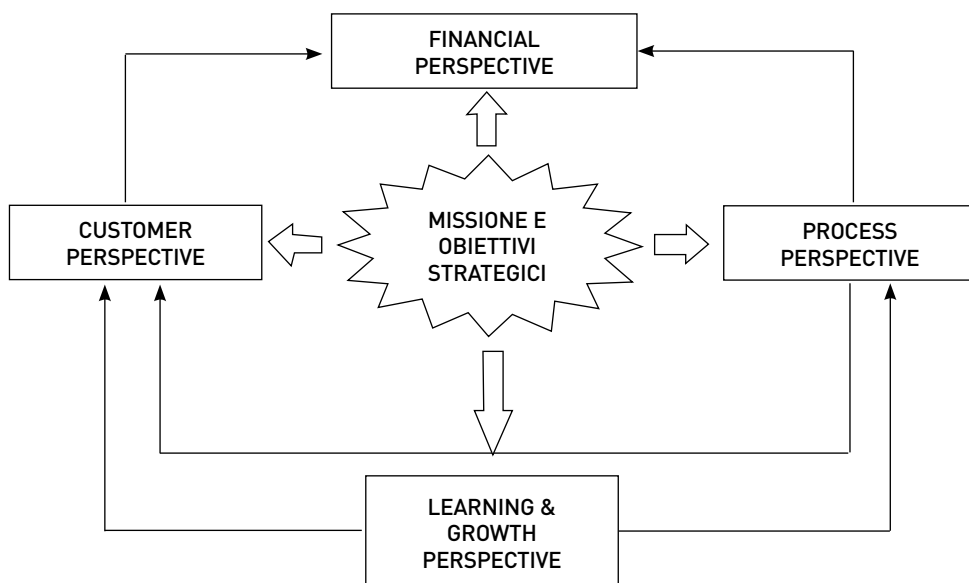 FINANCIAL
PERSPECTIVE
CUSTOMER
PERSPECTIVE
MISSIONE E
OBIETTIVI
STRATEGICI
PROCESS
PERSPECTIVE
LEARNING &
GROWTH
PERSPECTIVE